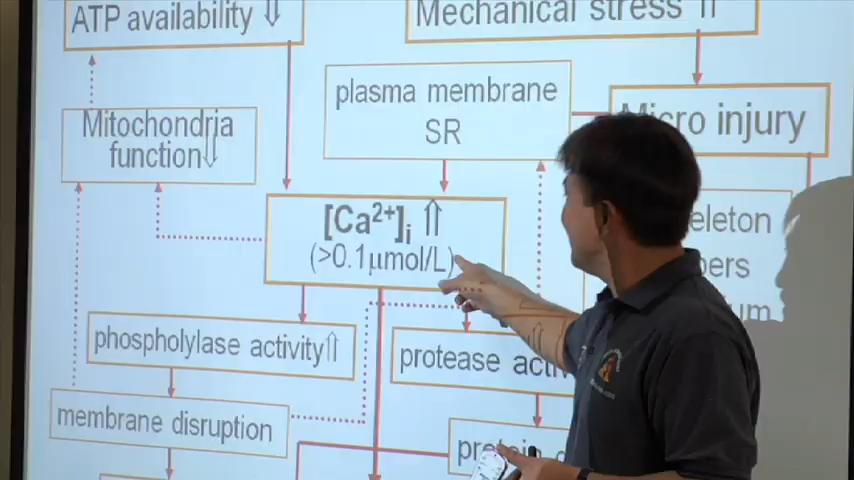 ATP availability ⇓
Mechanical stress ⇑
plasma membrane
SR
Mitochondria
function⇓
Micro injury
[Ca²⁺]ᵢ ⇑
(>0.1μmol/L)
phospholylase activity⇑
protease
membrane disruption